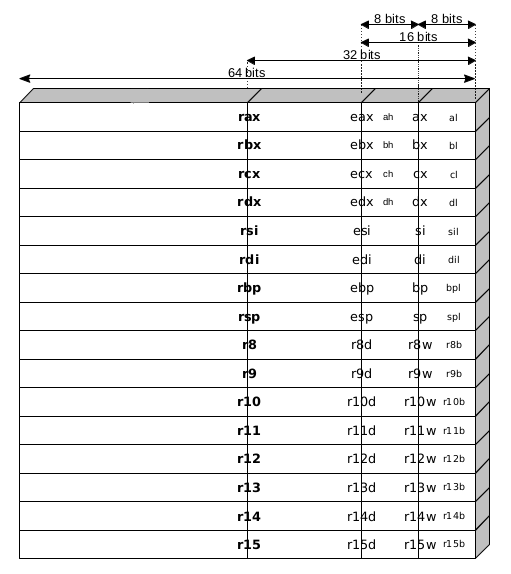 8 bits 8 bits
16 bits
32 bits
64 bits
rax eax ah ax al
rbx ebx bh bx bl
rcx ecx ch cx cl
rdx edx dh dx dl
rsi esi si sil
rdi edi di dil
rbp ebp bp bpl
rsp esp sp spl
r8 r8d r8w r8b
r9 r9d r9w r9b
r10 r10d r10w r10b
r11 r11d r11w r11b
r12 r12d r12w r12b
r13 r13d r13w r13b
r14 r14d r14w r14b
r15 r15d r15w r15b